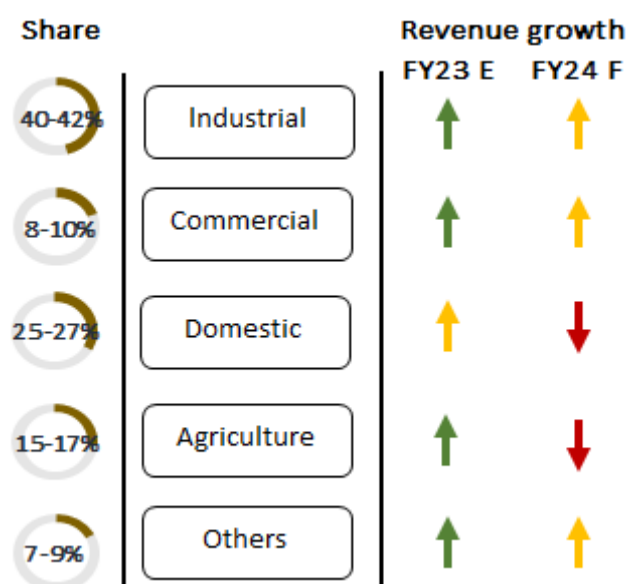 Share
Revenue growth
FY23 E FY24 F
40-42% Industrial
8-10% Commercial
25-27% Domestic
15-17% Agriculture
7-9% Others